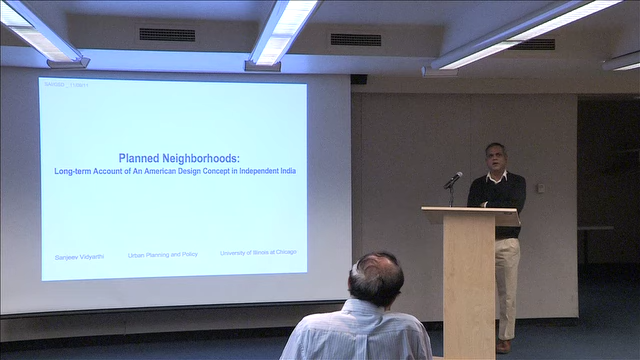 Planned Neighborhoods:
Long-term Account of An American Design Concept in Independent India
Sanjeev Vidyarthi Urban Planning and Policy University of Illinois at Chicago